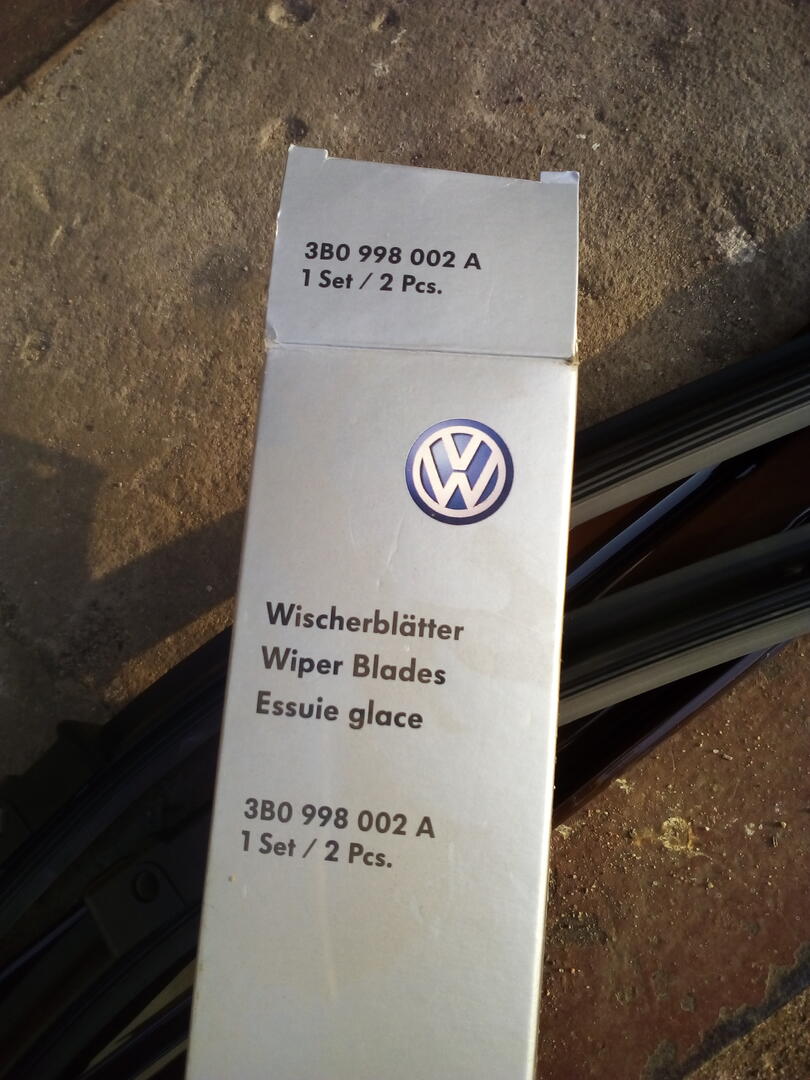 3B0 998 002 A
1 Set / 2 Pcs.
VW
Wischerblätter
Wiper Blades
Essuie glace
3B0 998 002 A
1 Set / 2 Pcs.